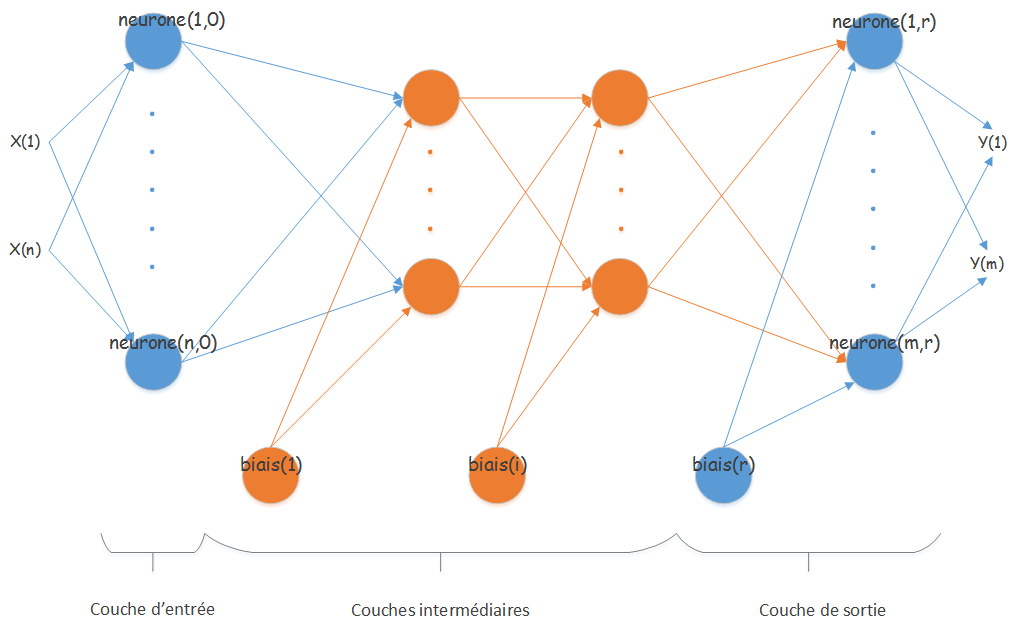 neurone(1,0)
neurone(1,r)
X(1)
Y(1)
X(n)
Y(m)
neurone(n,0)
neurone(m,r)
biais(1)
biais(i)
biais(r)
Couche d’entrée
Couches intermédiaires
Couche de sortie